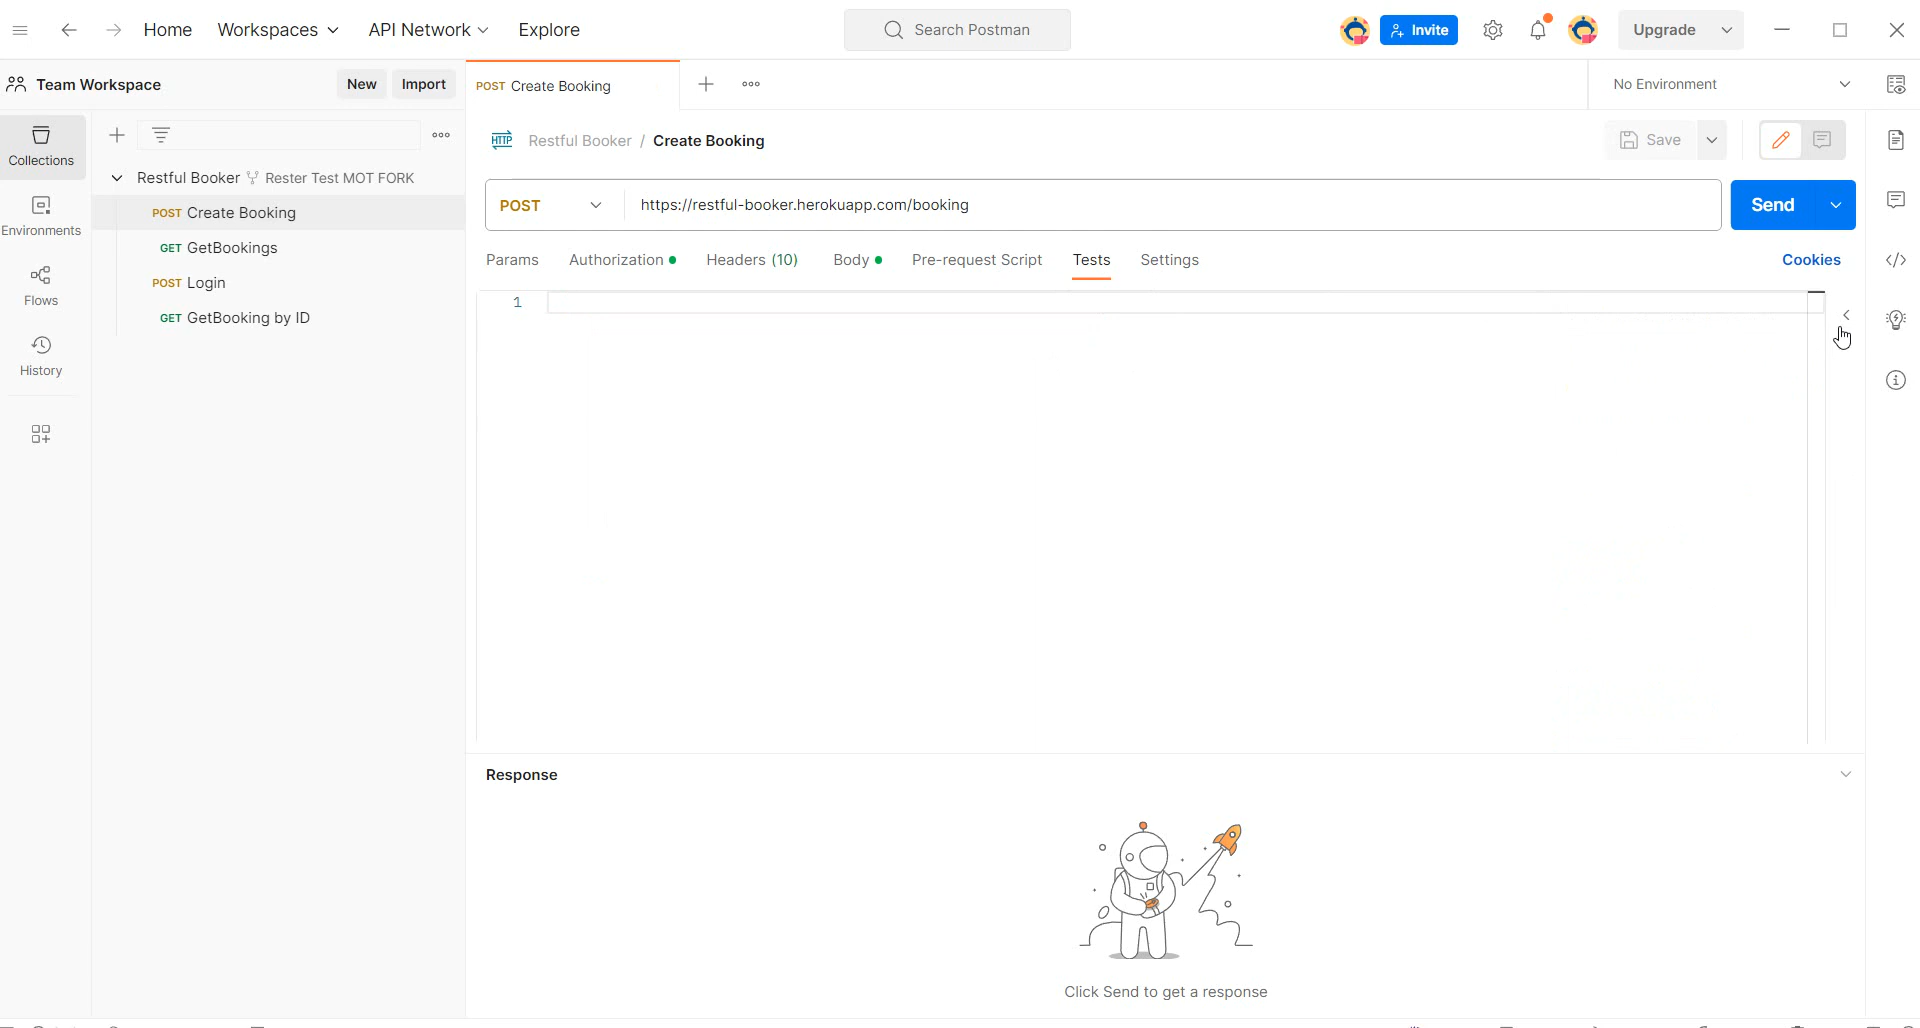 Home Workspaces API Network Explore Search Postman Invite Upgrade
Team Workspace New Import POST Create Booking No Environment
Collections
Environments
Flows
History
Restful Booker Rester Test MOT FORK
POST Create Booking
GET GetBookings
POST Login
GET GetBooking by ID
HTTP Restful Booker / Create Booking Save
POST https://restful-booker.herokuapp.com/booking Send
Params Authorization Headers (10) Body Pre-request Script Tests Settings Cookies
1
Response
Click Send to get a response